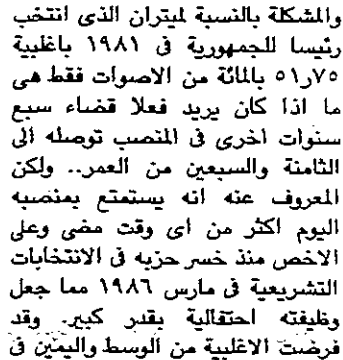 والمشكلة بالنسبة لميتران الذى انتخب
رئيسا للجمهورية فى ١٩٨١ باغلبية
٧٥ر٥١ بالمائة من الاصوات فقط هى
ما اذا كان يريد فعلا قضاء سبع
سنوات اخرى فى المنصب توصله الى
الثامنة والسبعين من العمر.. ولكن
المعروف عنه انه يستمتع بمنصبه
اليوم اكثر من اى وقت مضى وعلى
الاخص منذ خسر حزبه فى الانتخابات
التشريعية فى مارس ١٩٨٦ مما جعل
وظيفته احتفالية بقدر كبير. وقد
فرضت الاغلبية من الوسط واليمين فى